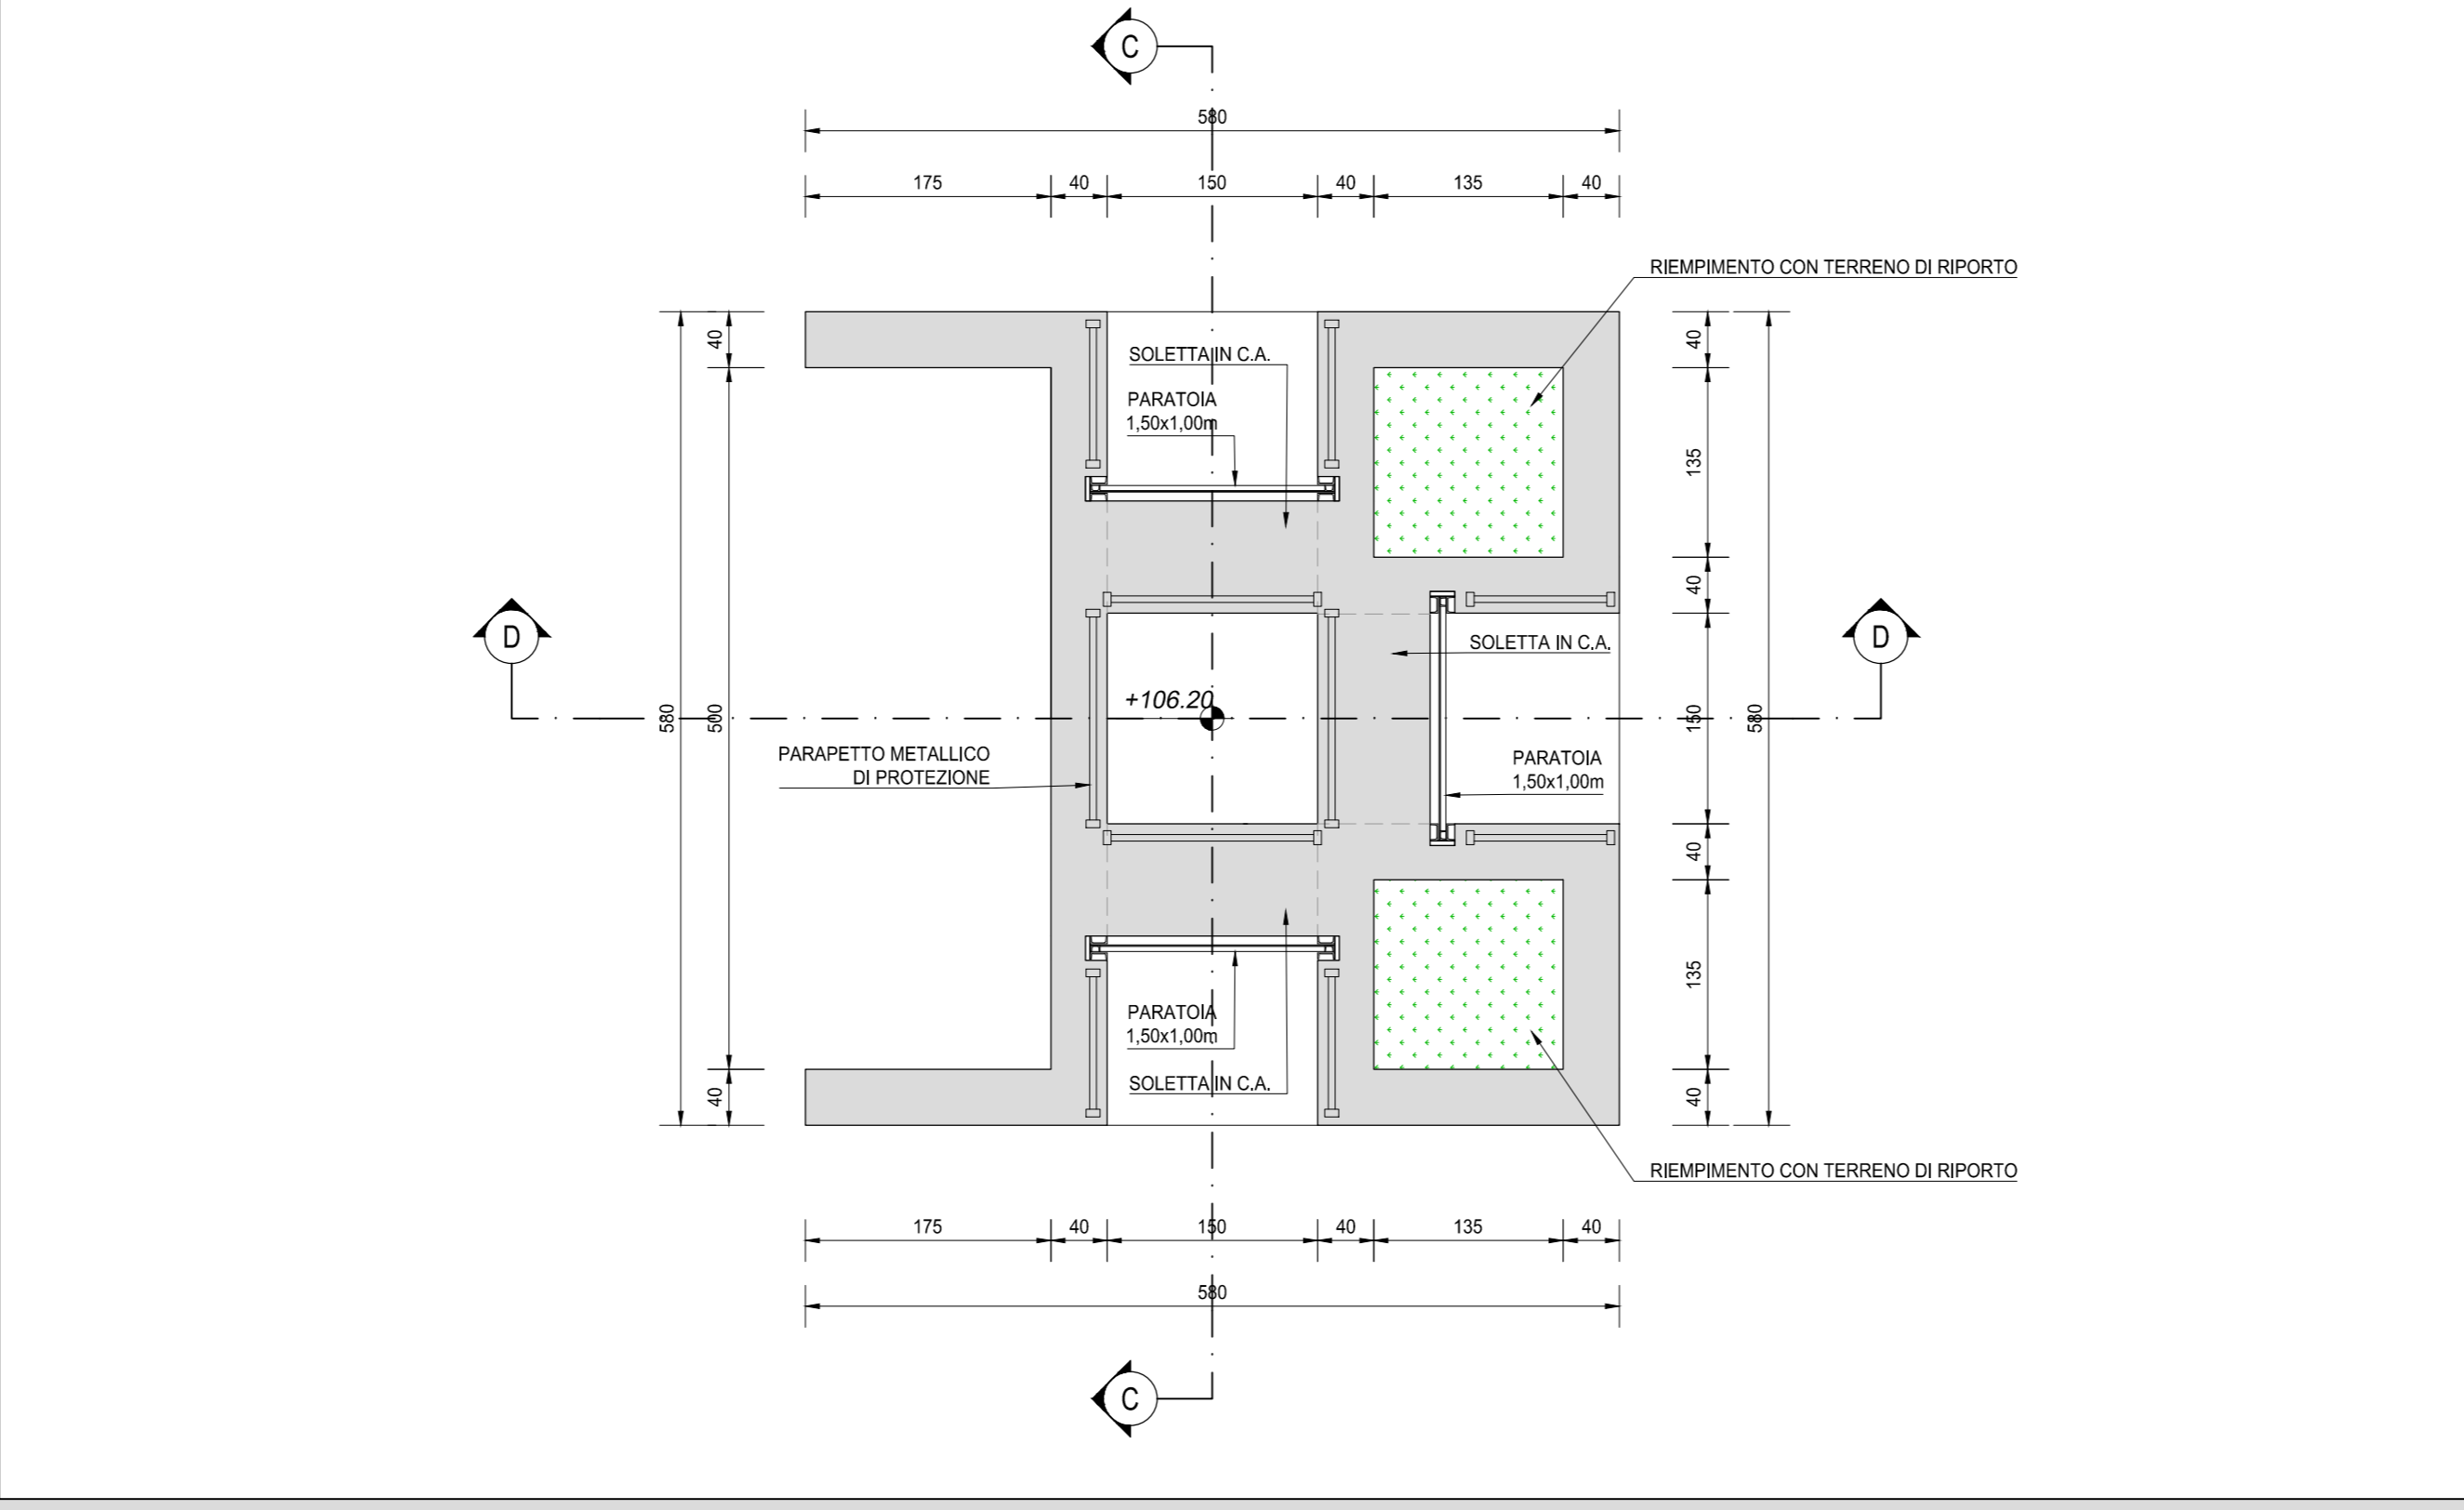 C
580
175 40 150 40 135 40
RIEMPIMENTO CON TERRENO DI RIPORTO
40
40
SOLETTA IN C.A.
PARATOIA
1,50x1,00m
135
40
D
D
SOLETTA IN C.A.
+106.20
580
500
150
580
PARAPETTO METALLICO
DI PROTEZIONE
PARATOIA
1,50x1,00m
40
135
PARATOIA
1,50x1,00m
SOLETTA IN C.A.
40
40
RIEMPIMENTO CON TERRENO DI RIPORTO
175 40 150 40 135 40
580
C